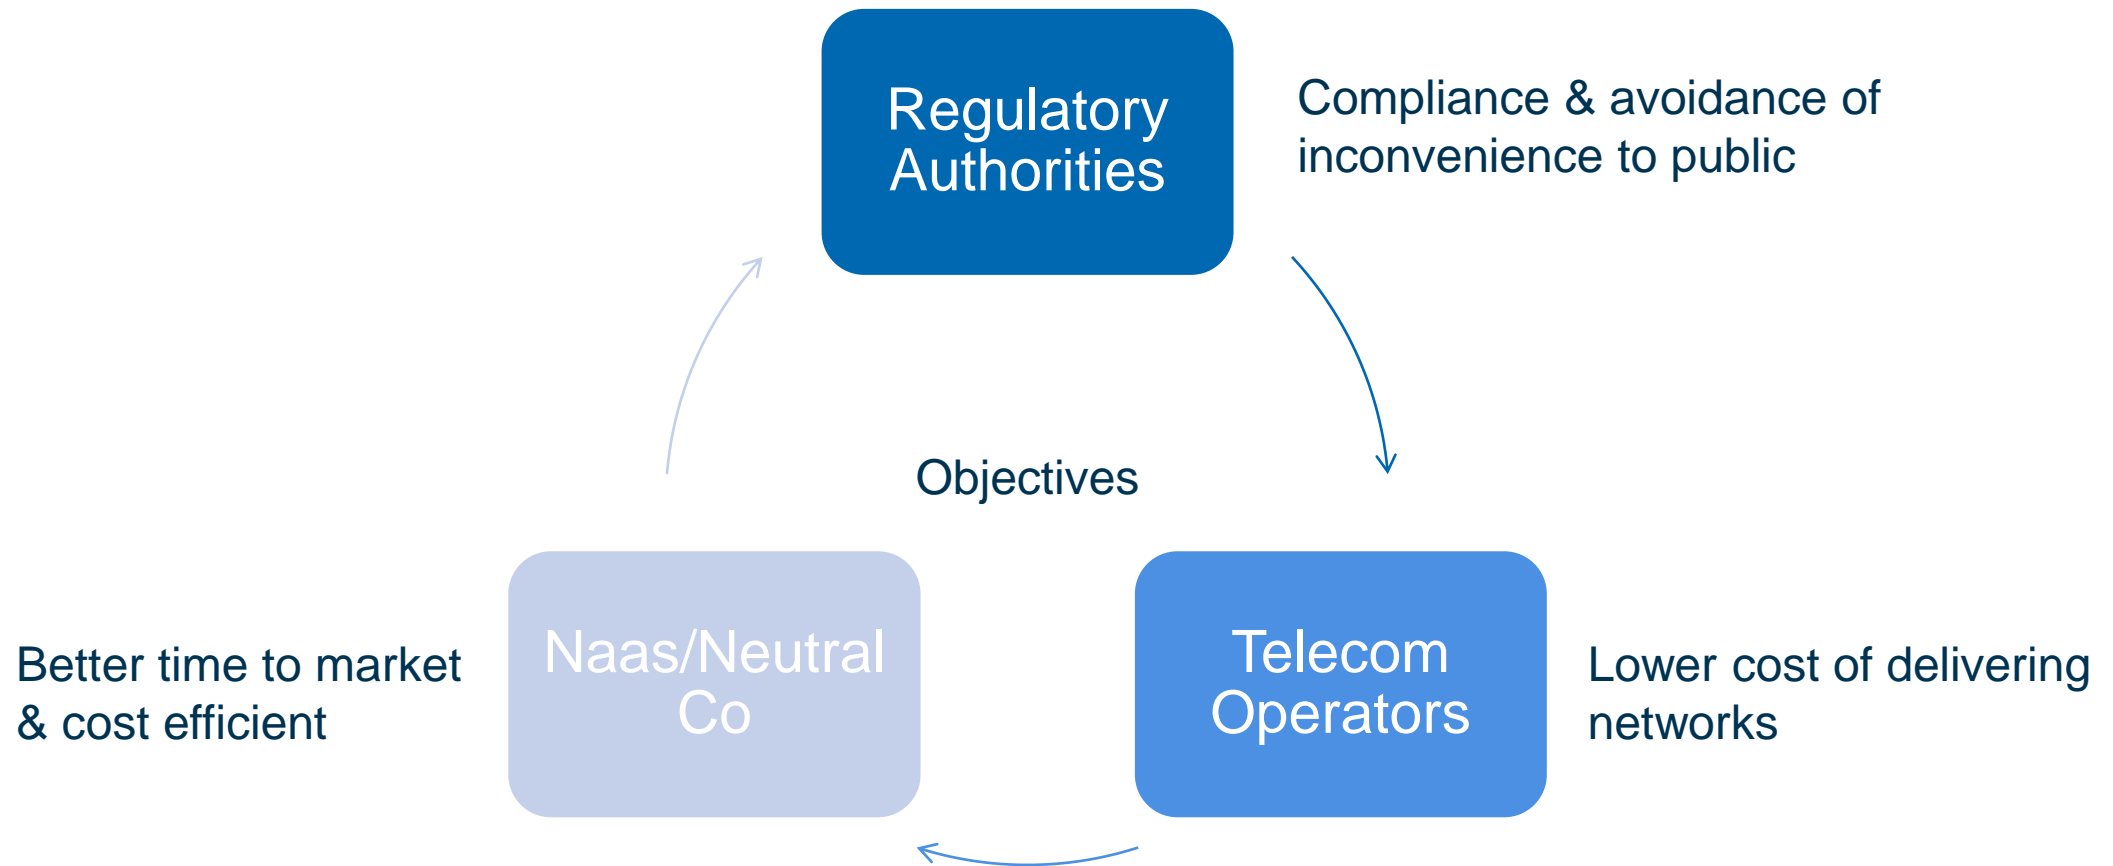 Regulatory
Authorities
Compliance & avoidance of
inconvenience to public
Objectives
Naas/Neutral
Co
Better time to market
& cost efficient
Telecom
Operators
Lower cost of delivering
networks